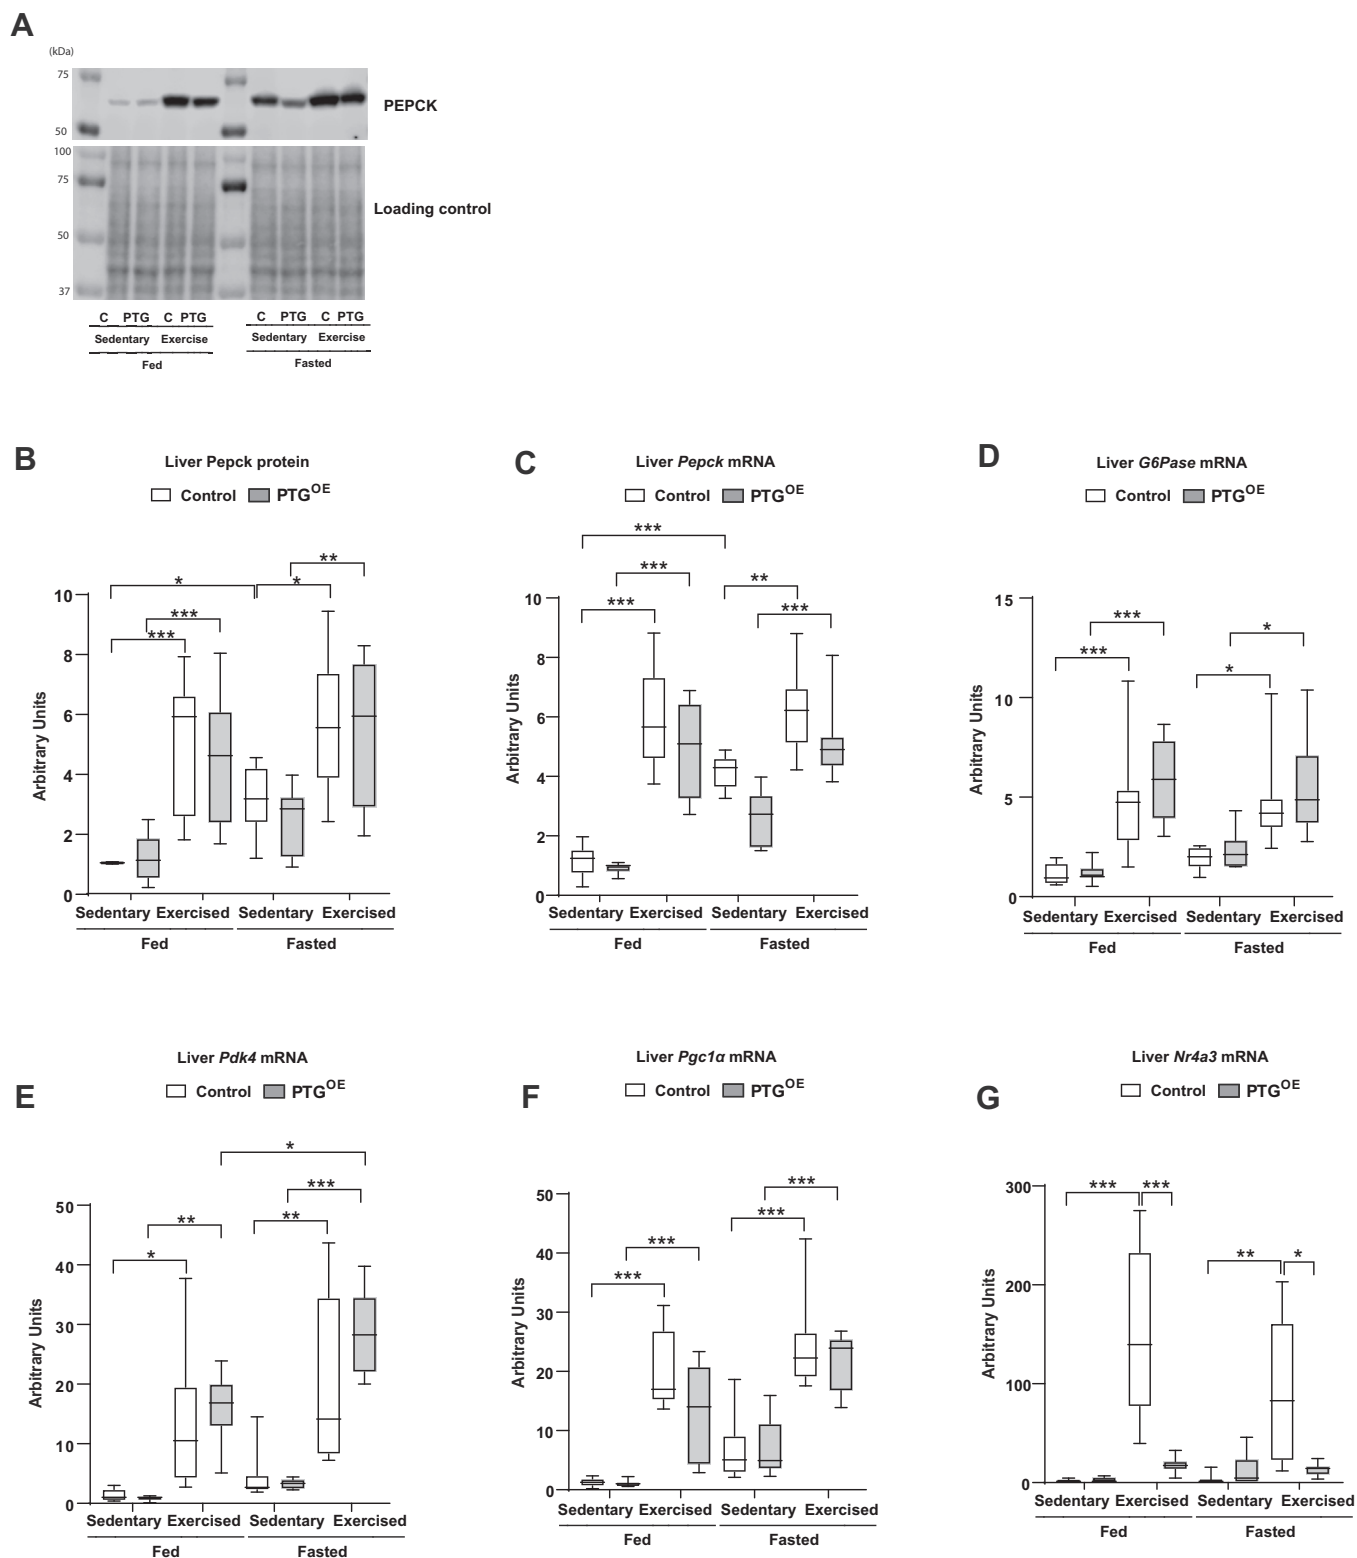 A
(kDa)
75
PEPCK
50
100
75
Loading control
50
37
C PTG C PTG C PTG C PTG
Sedentary Exercise Sedentary Exercise
Fed Fasted
B
Liver Pepck protein
Control PTG^OE
* * **
*** ***
Arbitrary Units
10
8
6
4
2
0
Sedentary Exercised Sedentary Exercised
Fed Fasted
C
Liver Pepck mRNA
Control PTG^OE
***
*** ***
** ***
Arbitrary Units
10
8
6
4
2
0
Sedentary Exercised Sedentary Exercised
Fed Fasted
D
Liver G6Pase mRNA
Control PTG^OE
*** ***
* *
Arbitrary Units
15
10
5
0
Sedentary Exercised Sedentary Exercised
Fed Fasted
E
Liver Pdk4 mRNA
Control PTG^OE
*
* **
** ***
Arbitrary Units
50
40
30
20
10
0
Sedentary Exercised Sedentary Exercised
Fed Fasted
F
Liver Pgc1α mRNA
Control PTG^OE
*** ***
*** ***
Arbitrary Units
50
40
30
20
10
0
Sedentary Exercised Sedentary Exercised
Fed Fasted
G
Liver Nr4a3 mRNA
Control PTG^OE
*** ***
** *
Arbitrary Units
300
200
100
0
Sedentary Exercised Sedentary Exercised
Fed Fasted